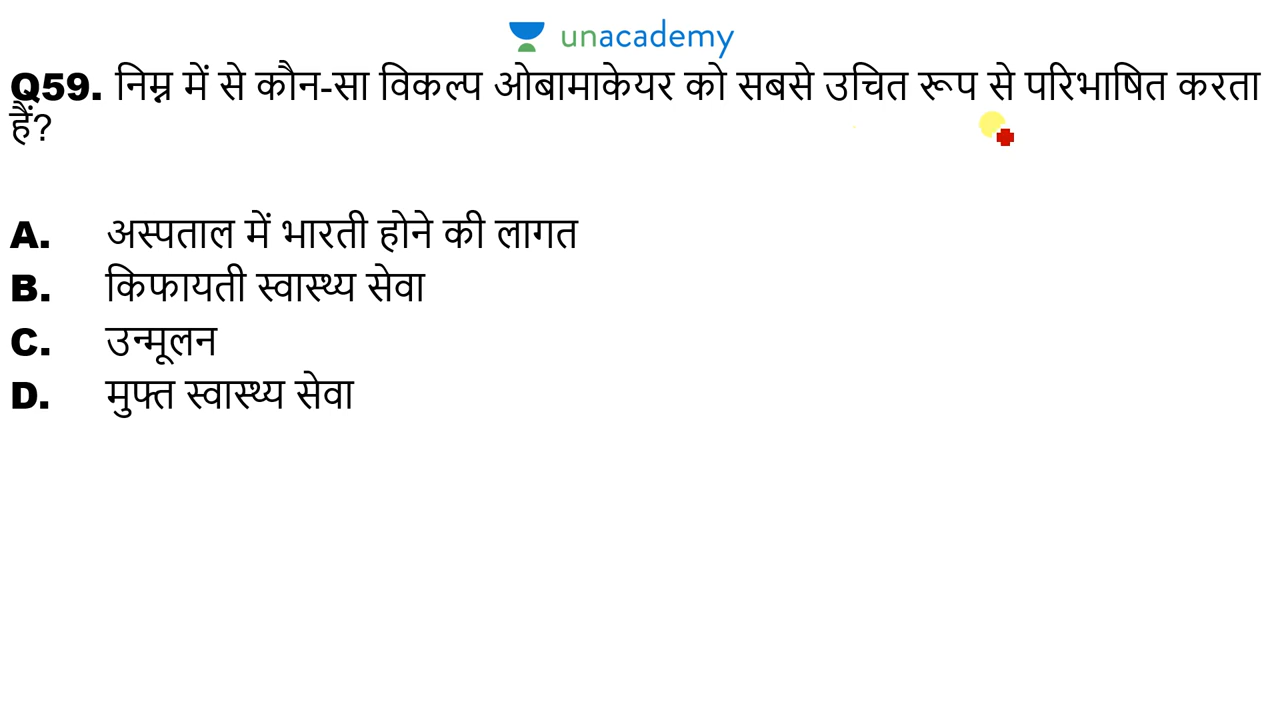 unacademy
Q59. निम्न में से कौन-सा विकल्प ओबामाकेयर को सबसे उचित रूप से परिभाषित करता
हैं?
A. अस्पताल में भारती होने की लागत
B. किफायती स्वास्थ्य सेवा
C. उन्मूलन
D. मुफ्त स्वास्थ्य सेवा